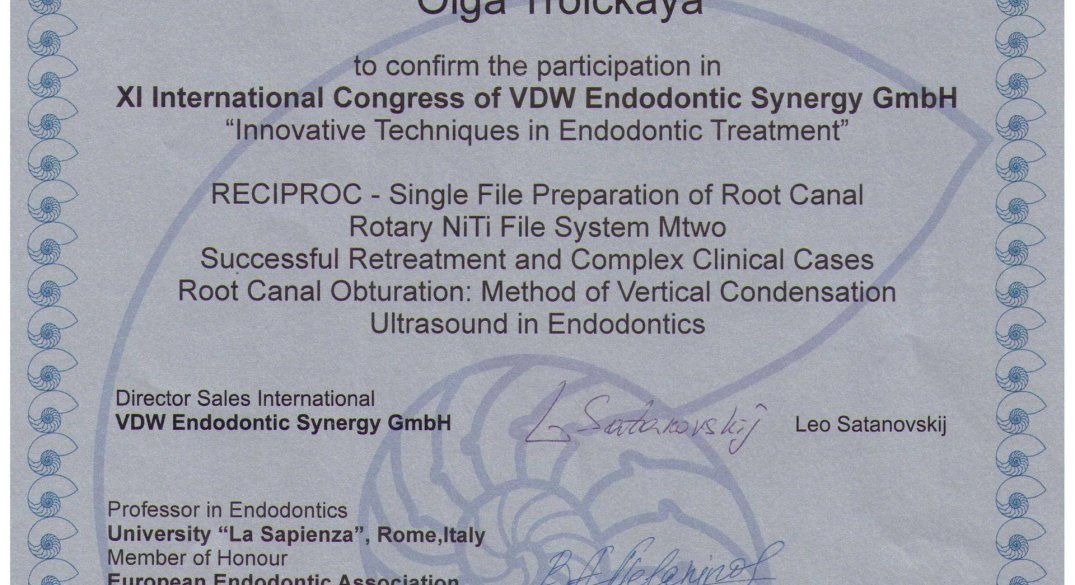 Olga Troickaya
to confirm the participation in
XI International Congress of VDW Endodontic Synergy GmbH
“Innovative Techniques in Endodontic Treatment”
RECIPROC - Single File Preparation of Root Canal
Rotary NiTi File System Mtwo
Successful Retreatment and Complex Clinical Cases
Root Canal Obturation: Method of Vertical Condensation
Ultrasound in Endodontics
Director Sales International
VDW Endodontic Synergy GmbH
L Satanovskij
Leo Satanovskij
Professor in Endodontics
University “La Sapienza”, Rome,Italy
Member of Honour
European Endodontic Association